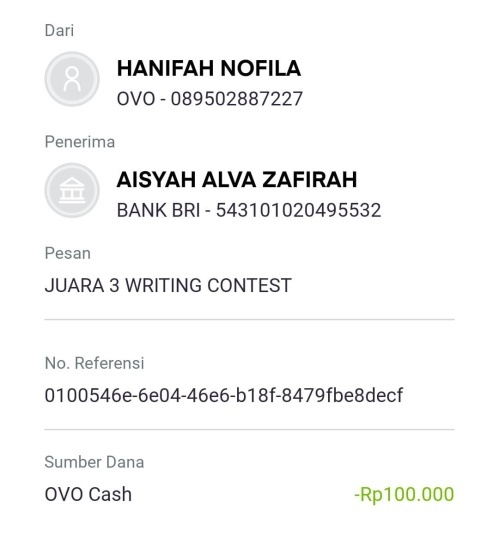 Dari
HANIFAH NOFILA
OVO - 089502887227
Penerima
AISYAH ALVA ZAFIRAH
BANK BRI - 543101020495532
Pesan
JUARA 3 WRITING CONTEST
No. Referensi
0100546e-6e04-46e6-b18f-8479fbe8decf
Sumber Dana
OVO Cash -Rp100.000